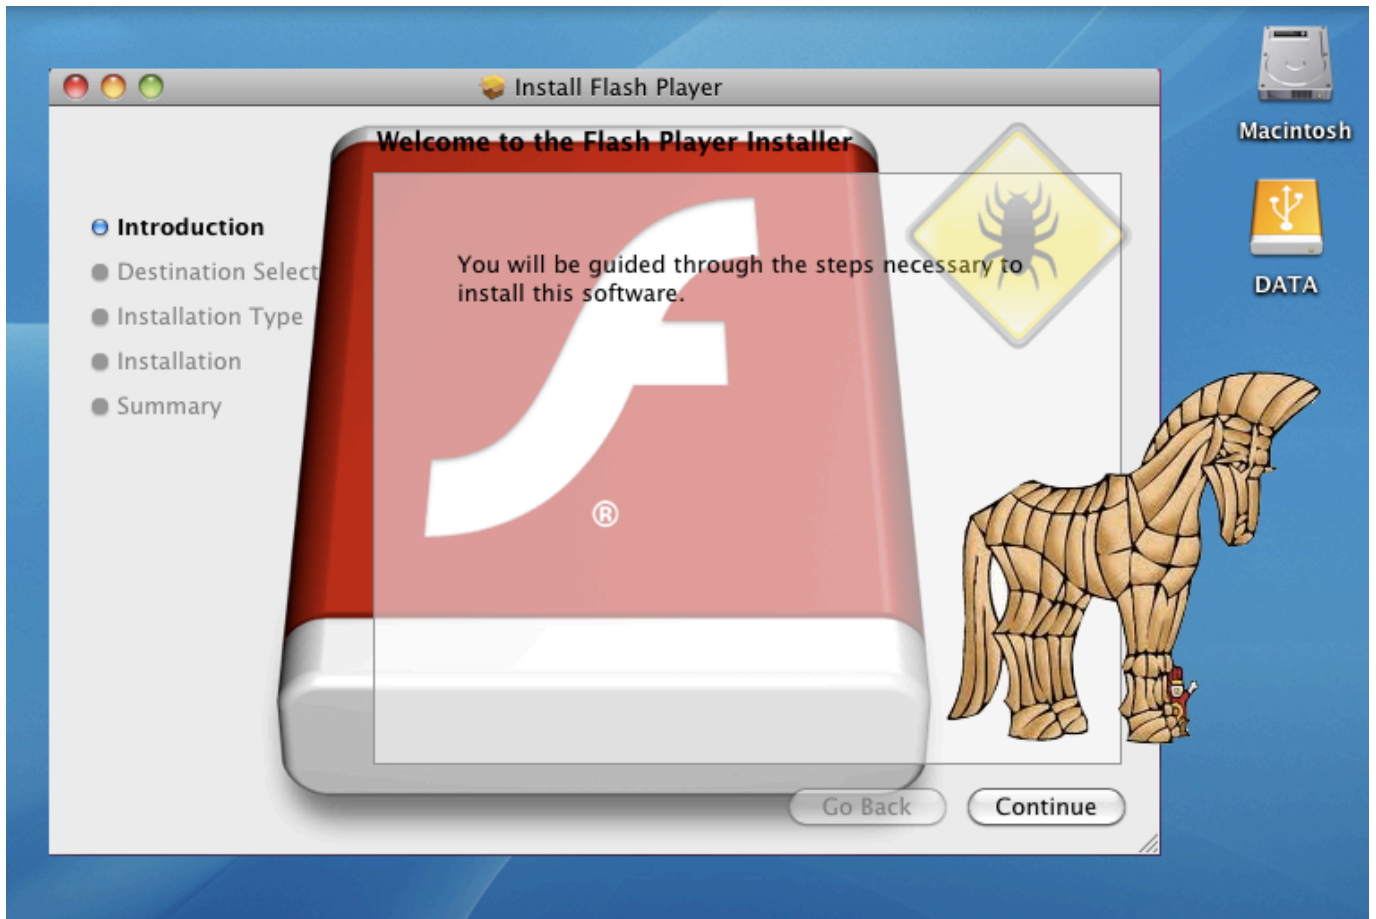 Install Flash Player
Macintosh
Welcome to the Flash Player Installer
DATA
Introduction
Destination Select
Installation Type
Installation
Summary
You will be guided through the steps necessary to
install this software.
®
Go Back
Continue